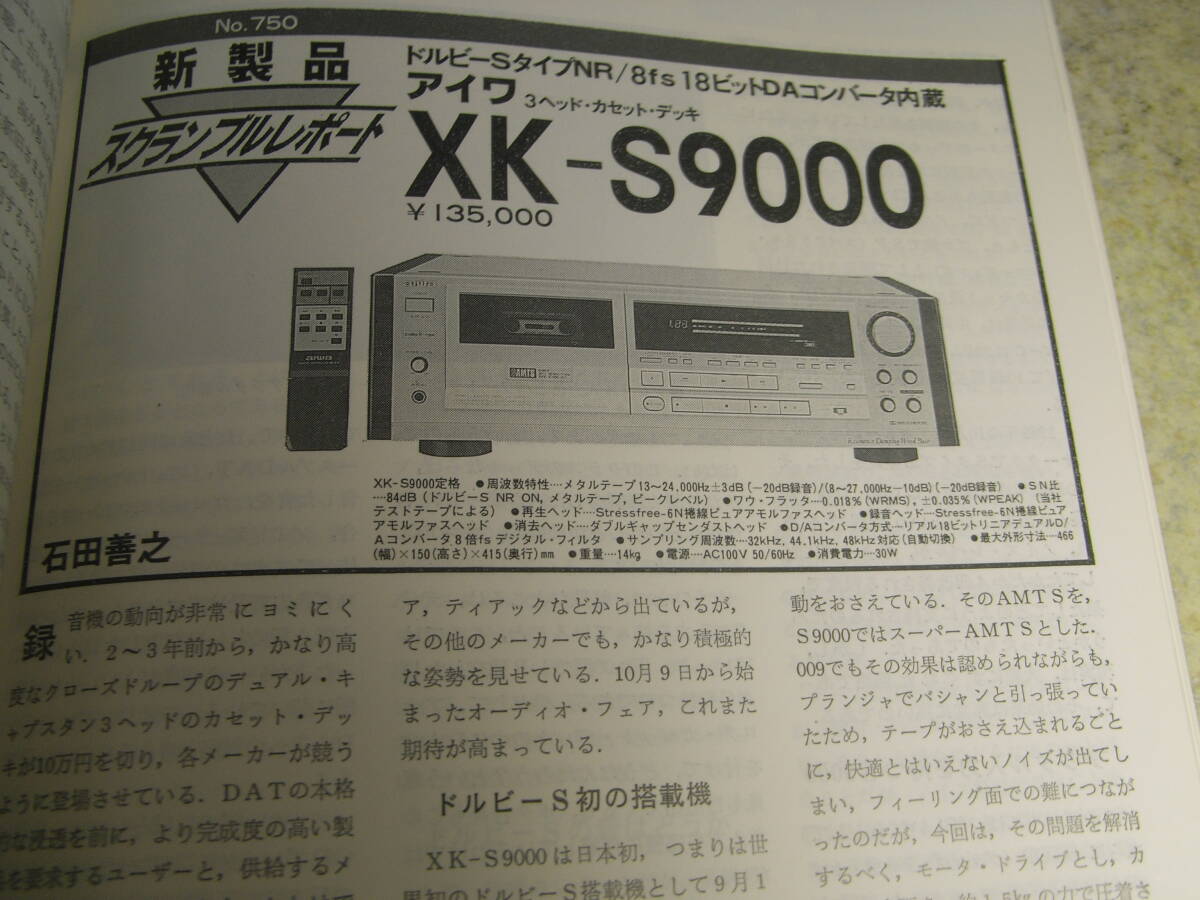 No.750
新製品
スクランブルレポート
ドルビーSタイプNR/8fs 18ビットDAコンバータ内蔵
アイワ 3ヘッド・カセット・デッキ
XK-S9000
￥135,000
aiwa
AMTS
XK-S9000定格 ●周波数特性…メタルテープ13〜24,000Hz±3dB(−20dB録音)/(8〜27,000Hz−10dB)(−20dB録音) ●SN比
…84dB(ドルビーS NR ON，メタルテープ，ピークレベル) ●ワウ・フラッタ…0.018%(WRMS)，±0.035%(WPEAK)(当社
テストテープによる) ●再生ヘッド…Stressfree-6N捲線ピュアアモルファスヘッド ●録音ヘッド…Stressfree-6N捲線ピュア
アモルファスヘッド ●消去ヘッド…ダブルギャップセンダストヘッド ●D/Aコンバータ方式…リアル18ビットリニアデュアルD/
Aコンバータ8倍fsデジタル・フィルタ ●サンプリング周波数…32kHz，44.1kHz，48kHz対応(自動切換) ●最大外形寸法…466
(幅)×150(高さ)×415(奥行)mm ●重量…14kg ●電源…AC100V 50/60Hz ●消費電力…30W
石田善之
録音機の動向が非常にヨミにく
い．2〜3年前から，かなり高
度なクローズドループのデュアル・キ
ャプスタン3ヘッドのカセット・デッ
キが10万円を切り，各メーカーが競う
ように登場させている．DATの本格
的な浸透を前に，より完成度の高い製
を要求するユーザーと，供給するメ
ア，ティアックなどから出ているが，
その他のメーカーでも，かなり積極的
な姿勢を見せている．10月9日から始
まったオーディオ・フェア，これまた
期待が高まっている．
ドルビーS初の搭載機
XK-S9000は日本初，つまりは世
界初のドルビーS搭載機として9月1
動をおさえている．そのAMTSを，
S9000ではスーパーAMTSとした．
009でもその効果は認められながらも，
プランジャでバシャンと引っ張ってい
たため，テープがおさえ込まれるごと
に，快適とはいえないノイズが出てし
まい，フィーリング面での難につなが
ったのだが，今回は，その問題を解消
するべく，モータ・ドライブとし，カ
約1.5kgの力で圧着さ